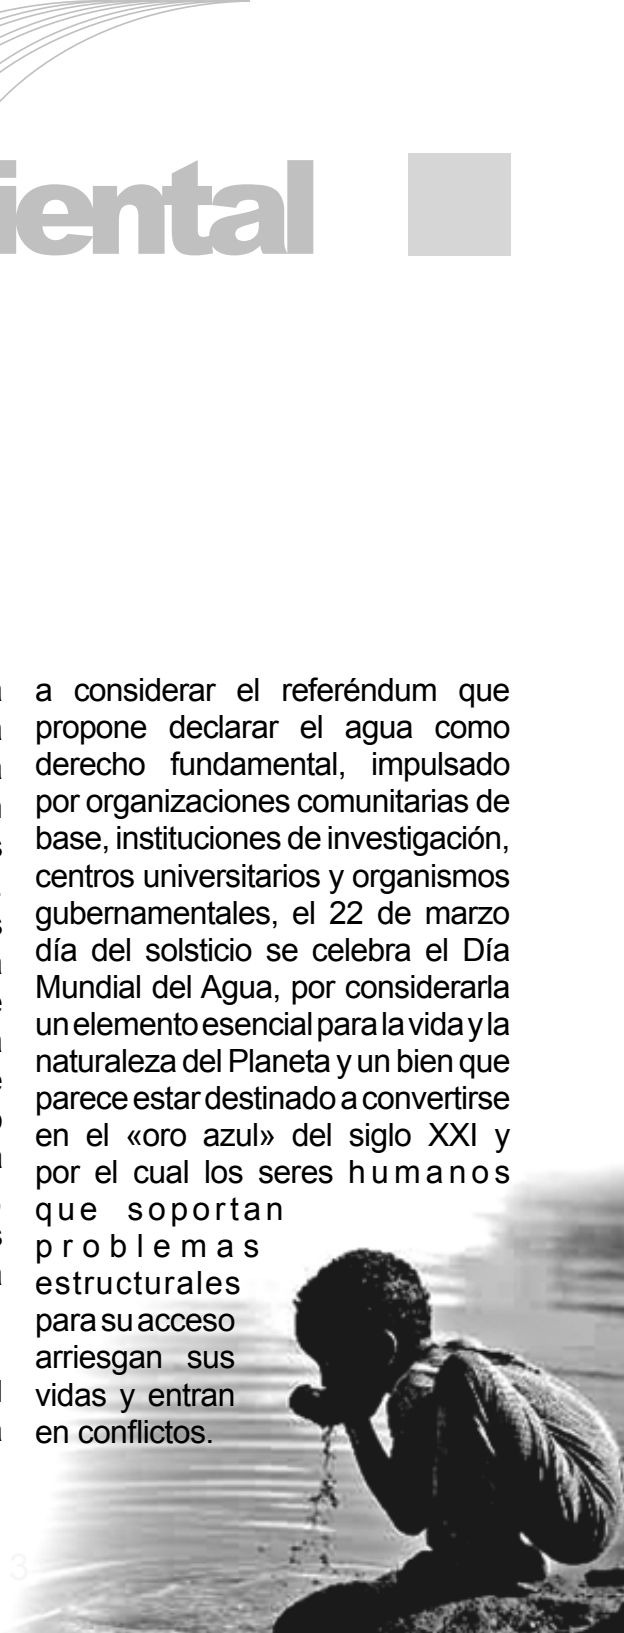 iental
a considerar el referéndum que
propone declarar el agua como
derecho fundamental, impulsado
por organizaciones comunitarias de
base, instituciones de investigación,
centros universitarios y organismos
gubernamentales, el 22 de marzo
día del solsticio se celebra el Día
Mundial del Agua, por considerarla
un elemento esencial para la vida y la
naturaleza del Planeta y un bien que
parece estar destinado a convertirse
en el «oro azul» del siglo XXI y
por el cual los seres humanos
que soportan
problemas
estructurales
para su acceso
arriesgan sus
vidas y entran
en conflictos.
3